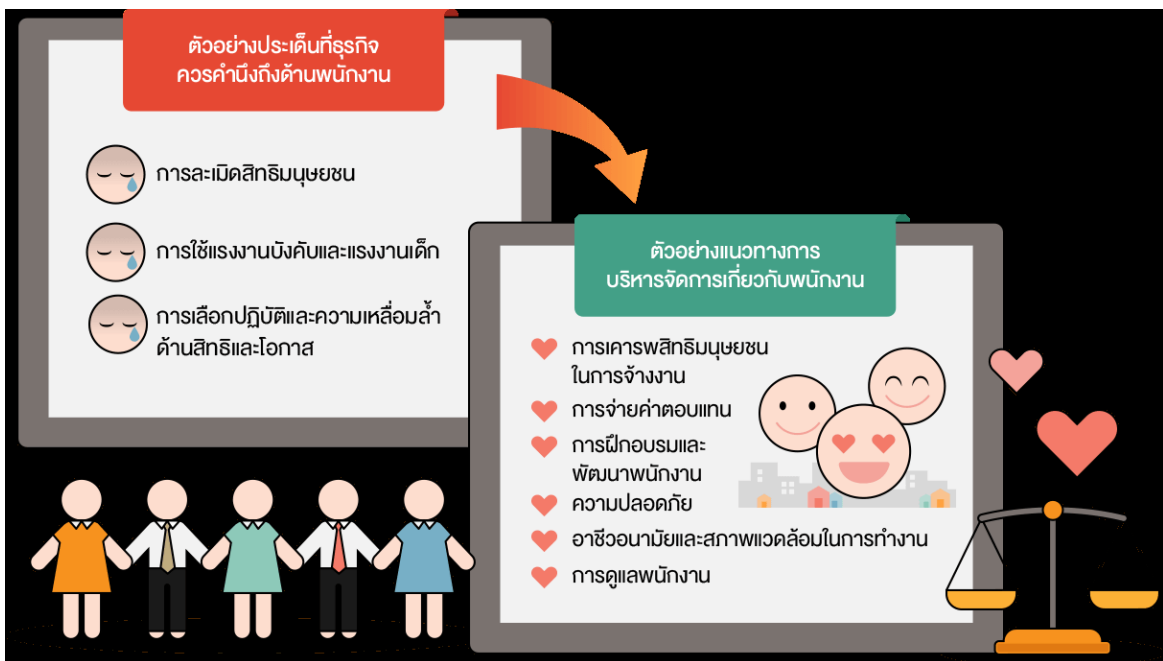 ตัวอย่างประเด็นที่ธุรกิจ
ควรคำนึงถึงด้านพนักงาน
การละเมิดสิทธิมนุษยชน
การใช้แรงงานบังคับและแรงงานเด็ก
การเลือกปฏิบัติและความเหลื่อมล้ำ
ด้านสิทธิและโอกาส
ตัวอย่างแนวทางการ
บริหารจัดการเกี่ยวกับพนักงาน
การเคารพสิทธิมนุษยชน
ในการจ้างงาน
การจ่ายค่าตอบแทน
การฝึกอบรมและ
พัฒนาพนักงาน
ความปลอดภัย
อาชีวอนามัยและสภาพแวดล้อมในการทำงาน
การดูแลพนักงาน